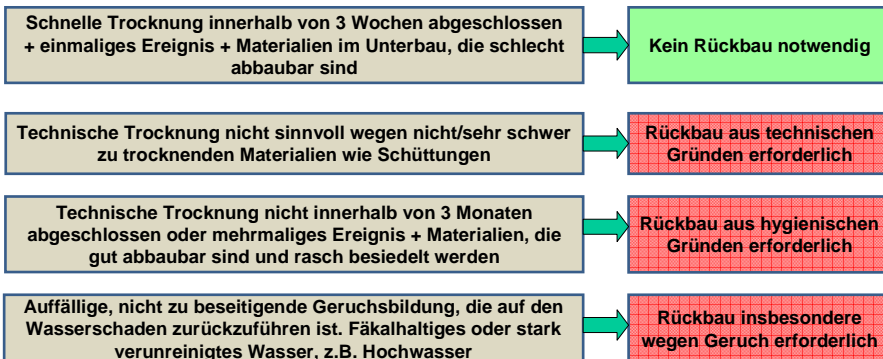 Schnelle Trocknung innerhalb von 3 Wochen abgeschlossen
+ einmaliges Ereignis + Materialien im Unterbau, die schlecht
abbaubar sind
Kein Rückbau notwendig
Technische Trocknung nicht sinnvoll wegen nicht/sehr schwer
zu trocknenden Materialien wie Schüttungen
Rückbau aus technischen
Gründen erforderlich
Technische Trocknung nicht innerhalb von 3 Monaten
abgeschlossen oder mehrmaliges Ereignis + Materialien, die
gut abbaubar sind und rasch besiedelt werden
Rückbau aus hygienischen
Gründen erforderlich
Auffällige, nicht zu beseitigende Geruchsbildung, die auf den
Wasserschaden zurückzuführen ist. Fäkalhaltiges oder stark
verunreinigtes Wasser, z.B. Hochwasser
Rückbau insbesondere
wegen Geruch erforderlich